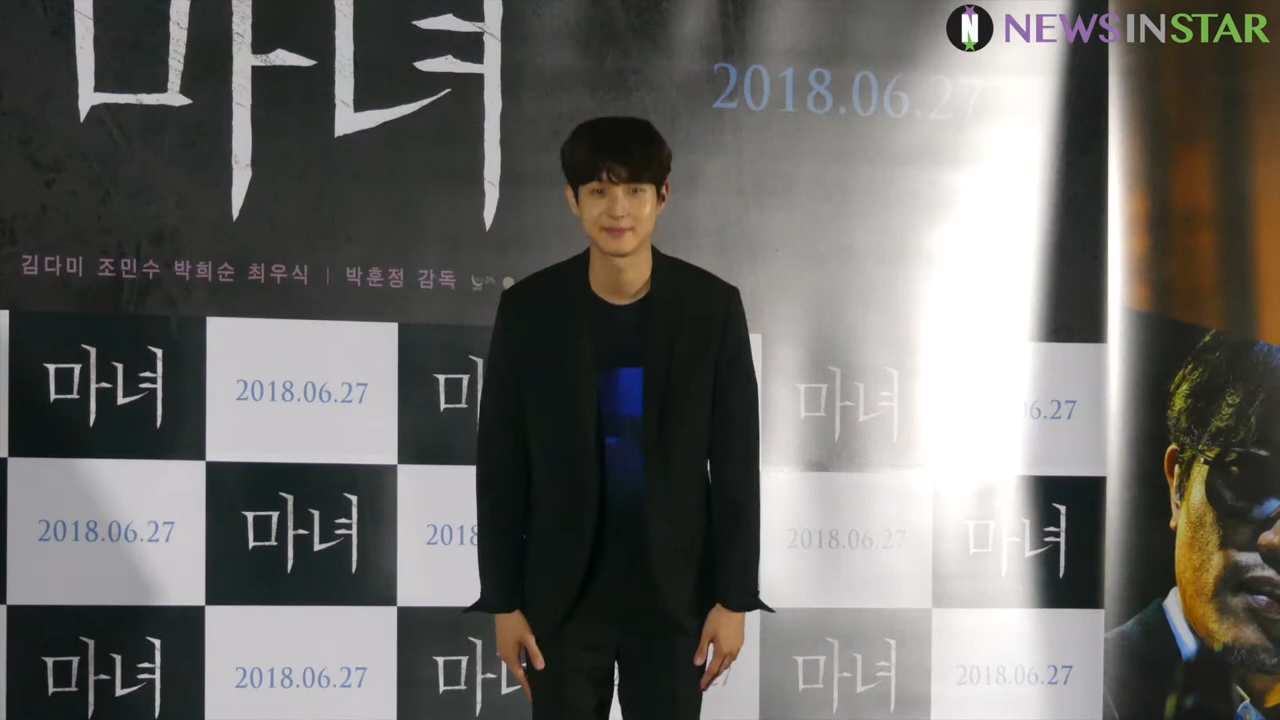 NEWSINSTAR
마녀
2018.06.27
김다미 조민수 박희순 최우식 | 박훈정 감독
마녀 2018.06.27 마 마녀 06.27
2018.06.27 마녀 2018 2018.06.27 마녀
마녀 2018.06.27 마녀 마녀 2018.06.27